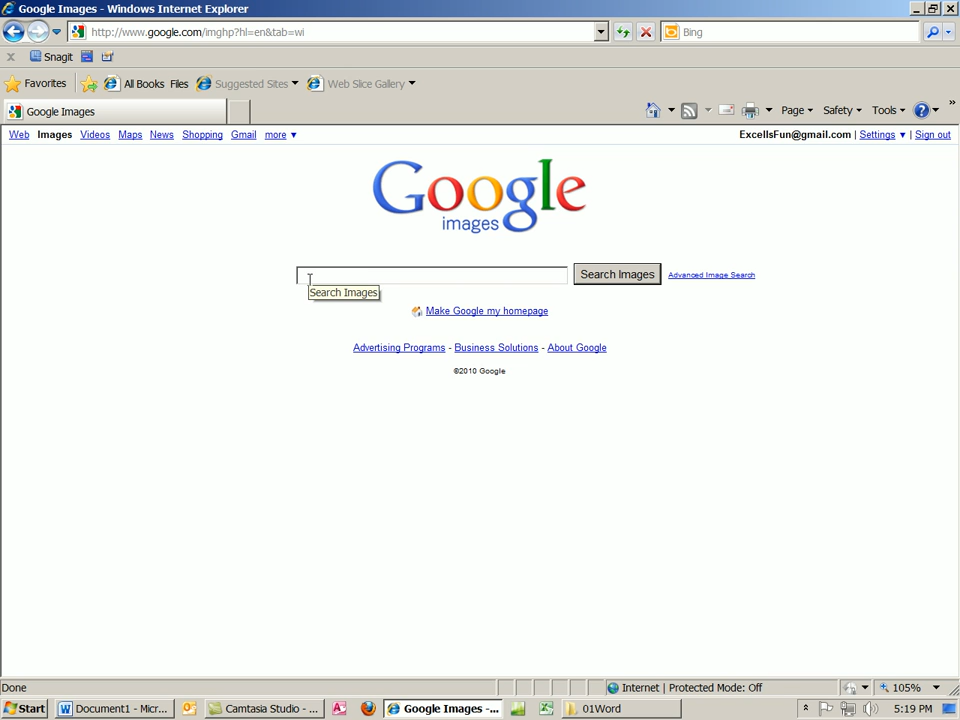 Google Images - Windows Internet Explorer
http://www.google.com/imghp?hl=en&tab=wi
Bing
x Snagit
Favorites All Books Files Suggested Sites Web Slice Gallery
Google Images Page Safety Tools »
Web Images Videos Maps News Shopping Gmail more ▼ ExcelIsFun@gmail.com | Settings ▼ | Sign out
Google
images
Search Images Advanced Image Search
Search Images
Make Google my homepage
Advertising Programs - Business Solutions - About Google
©2010 Google
Done Internet | Protected Mode: Off 105%
Start Document1 - Micr... Camtasia Studio - ... Google Images -... 01Word 5:19 PM